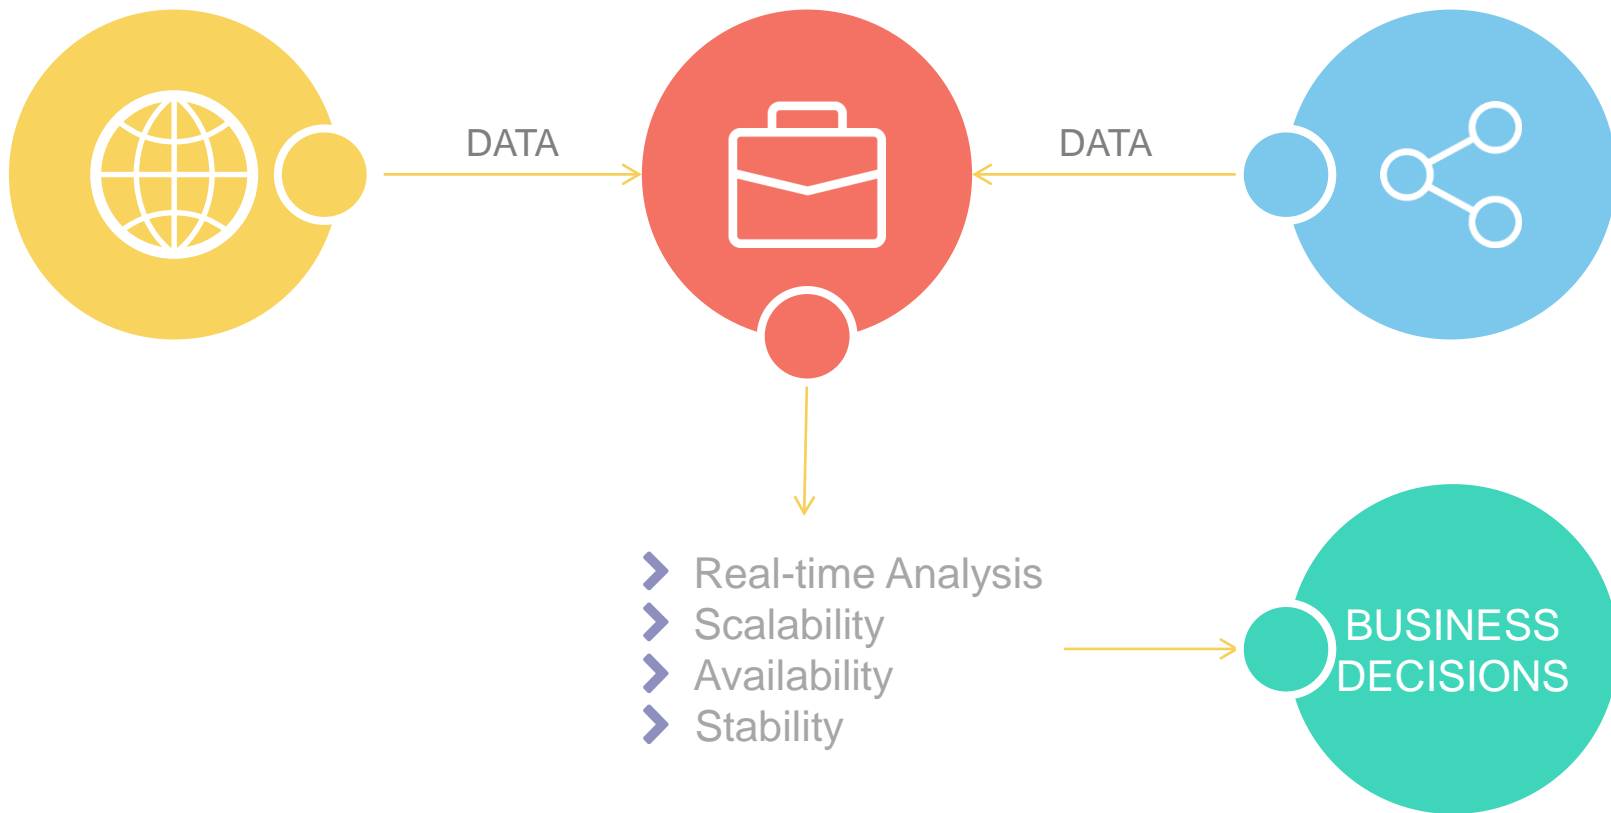 DATA
DATA
Real-time Analysis
Scalability
Availability
Stability
BUSINESS
DECISIONS